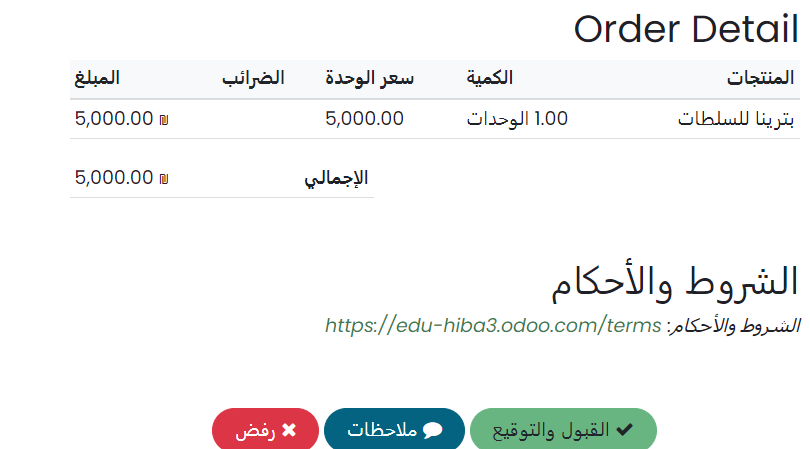 Order Detail
المنتجات الكمية سعر الوحدة الضرائب المبلغ
بترينا للسلطات 1.00 الوحدات 5,000.00 5,000.00 ₪
الإجمالي 5,000.00 ₪
الشروط والأحكام
الشروط والأحكام: https://edu-hiba3.odoo.com/terms
القبول والتوقيع ملاحظات رفض